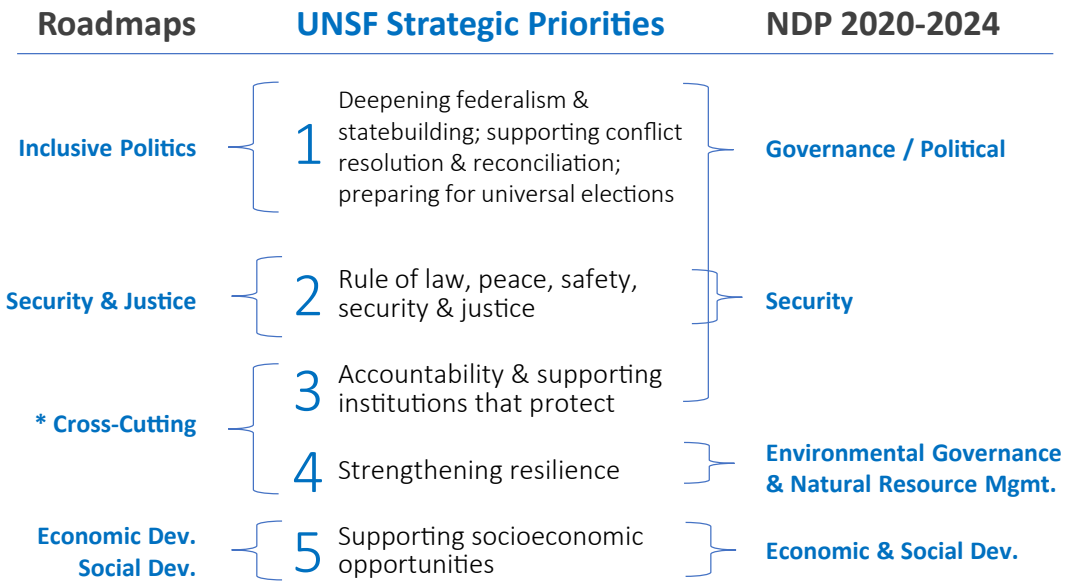 Roadmaps
UNSF Strategic Priorities
NDP 2020-2024
Inclusive Politics
1
Deepening federalism &
statebuilding; supporting conflict
resolution & reconciliation;
preparing for universal elections
Governance / Political
Security & Justice
2
Rule of law, peace, safety,
security & justice
Security
* Cross-Cutting
3
Accountability & supporting
institutions that protect
4
Strengthening resilience
Environmental Governance
& Natural Resource Mgmt.
Economic Dev.
Social Dev.
5
Supporting socioeconomic
opportunities
Economic & Social Dev.